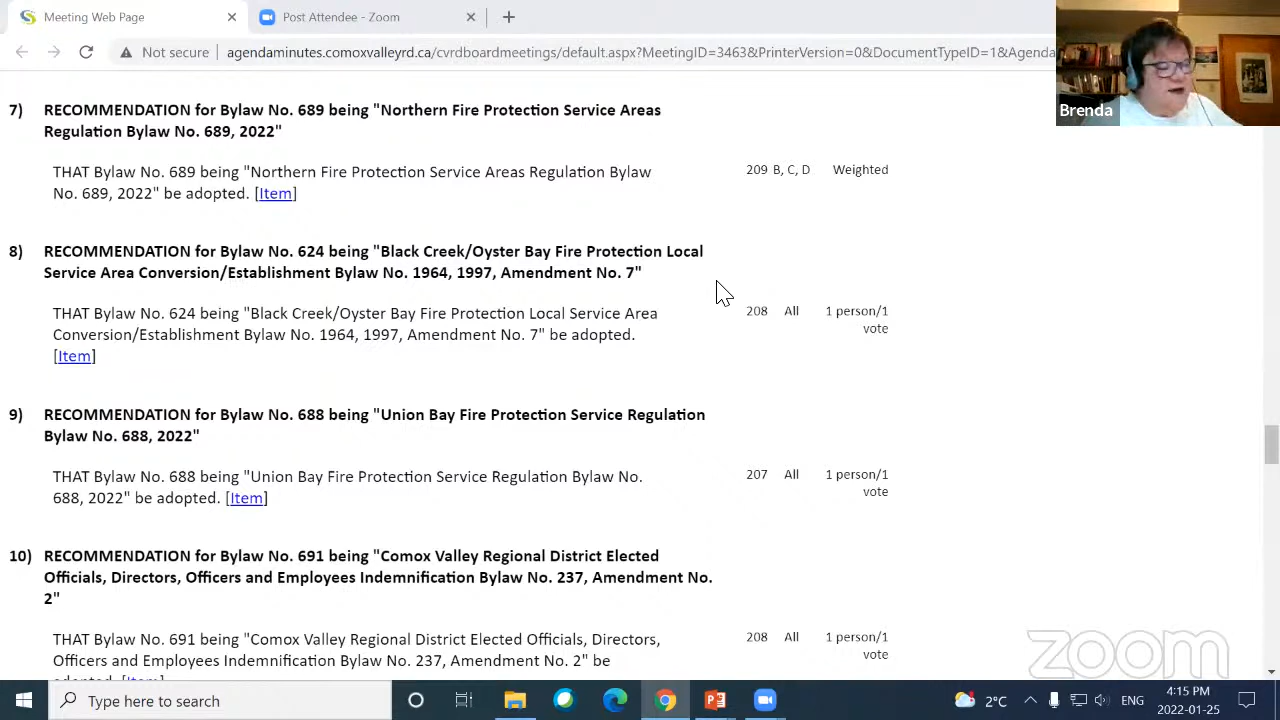 Meeting Web Page
Post Attendee - Zoom
Not secure
agendaminutes.comoxvalleyrd.ca/cvrdboardmeetings/default.aspx?MeetingID=3463&PrinterVersion=0&DocumentTypeID=1&Agenda
Brenda
7) RECOMMENDATION for Bylaw No. 689 being "Northern Fire Protection Service Areas
Regulation Bylaw No. 689, 2022"
THAT Bylaw No. 689 being "Northern Fire Protection Service Areas Regulation Bylaw 209 B, C, D Weighted
No. 689, 2022" be adopted. [Item]
8) RECOMMENDATION for Bylaw No. 624 being "Black Creek/Oyster Bay Fire Protection Local
Service Area Conversion/Establishment Bylaw No. 1964, 1997, Amendment No. 7"
THAT Bylaw No. 624 being "Black Creek/Oyster Bay Fire Protection Local Service Area 208 All 1 person/1
Conversion/Establishment Bylaw No. 1964, 1997, Amendment No. 7" be adopted. vote
[Item]
9) RECOMMENDATION for Bylaw No. 688 being "Union Bay Fire Protection Service Regulation
Bylaw No. 688, 2022"
THAT Bylaw No. 688 being "Union Bay Fire Protection Service Regulation Bylaw No. 207 All 1 person/1
688, 2022" be adopted. [Item] vote
10) RECOMMENDATION for Bylaw No. 691 being "Comox Valley Regional District Elected
Officials, Directors, Officers and Employees Indemnification Bylaw No. 237, Amendment No.
2"
THAT Bylaw No. 691 being "Comox Valley Regional District Elected Officials, Directors, 208 All 1 person/1
Officers and Employees Indemnification Bylaw No. 237, Amendment No. 2" be vote
adopted. [Item]
zoom
Type here to search
2°C
ENG
4:15 PM
2022-01-25